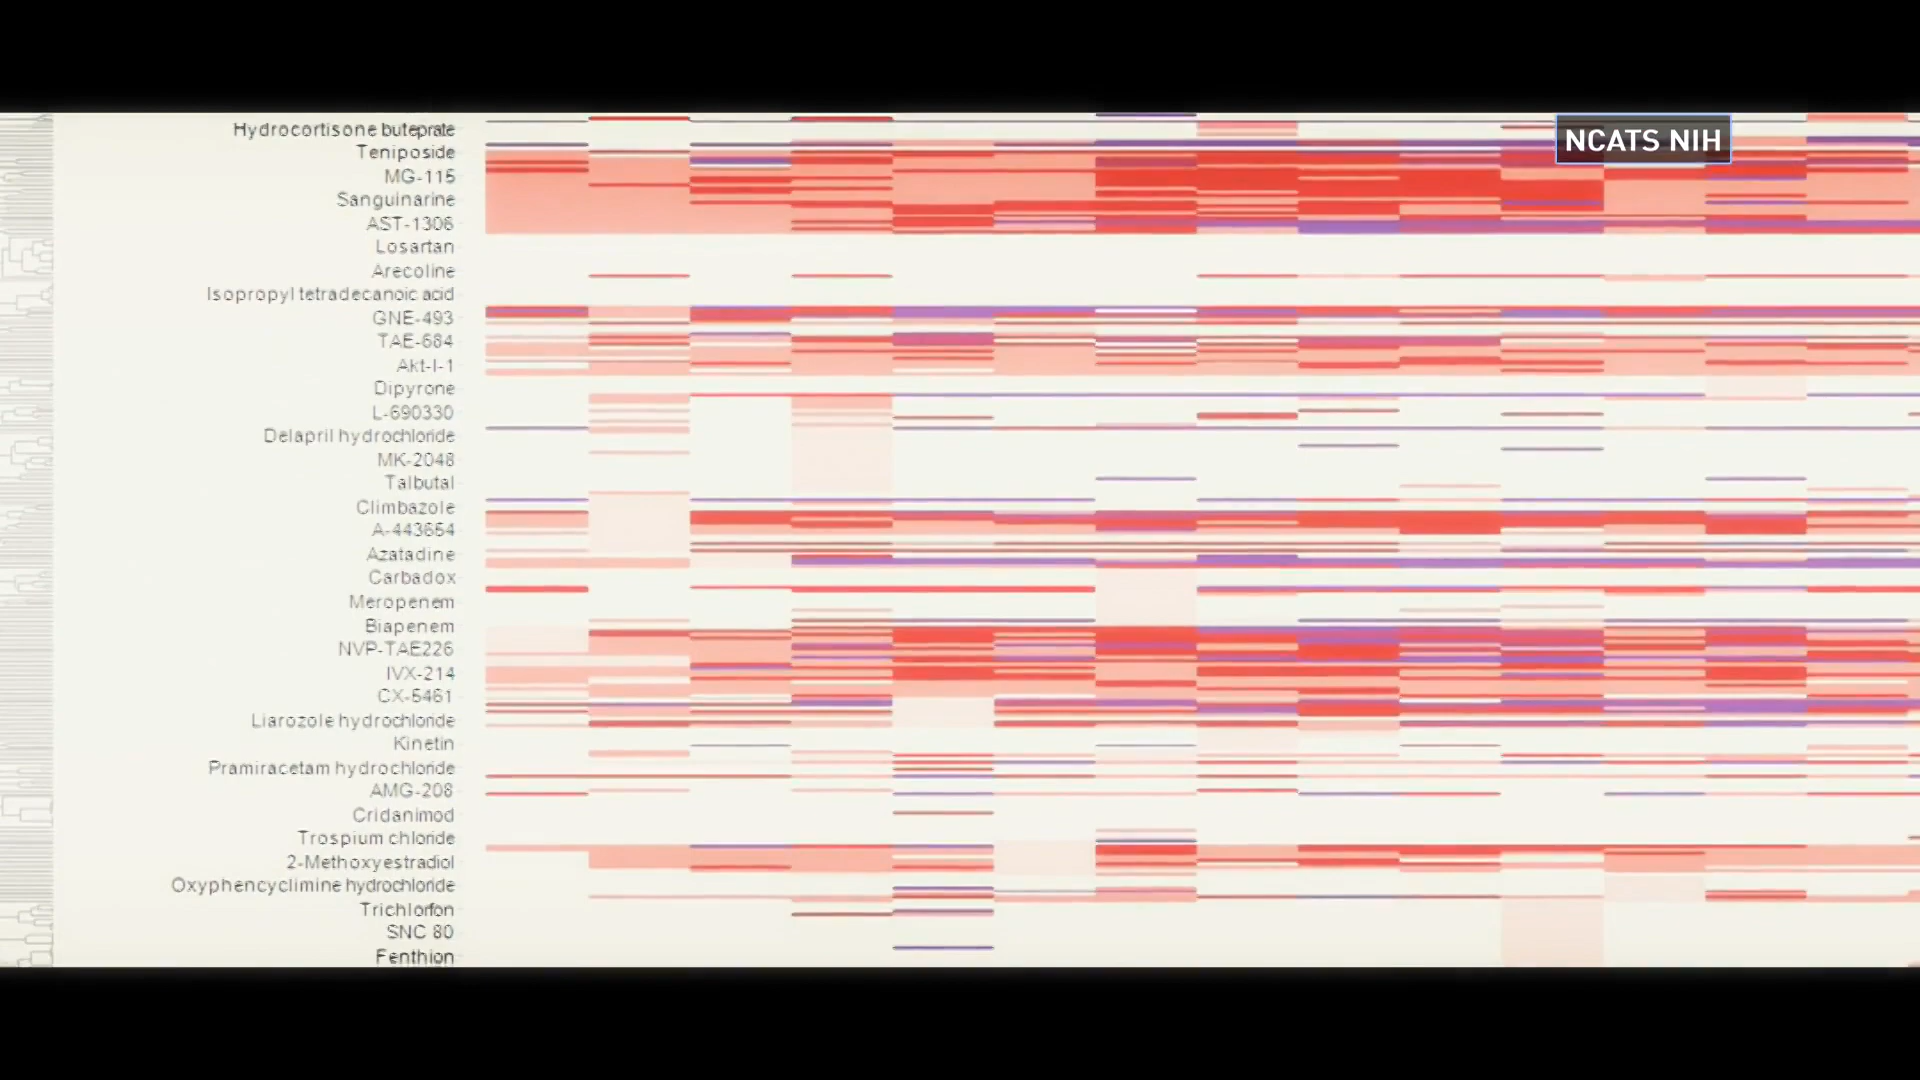 NCATS NIH
Hydrocortisone buteprate
Teniposide
MG-115
Sanguinarine
AST-1306
Losartan
Arecoline
Isopropyl tetradecanoic acid
GNE-493
TAE-684
Akt-I-1
Dipyrone
L-690330
Delapril hydrochloride
MK-2048
Talbutal
Climbazole
A-443654
Azatadine
Carbadox
Meropenem
Biapenem
NVP-TAE226
IVX-214
CX-5461
Liarozole hydrochloride
Kinetin
Pramiracetam hydrochloride
AMG-208
Cridanimod
Trospium chloride
2-Methoxyestradiol
Oxyphencyclimine hydrochloride
Trichlorfon
SNC 80
Fenthion